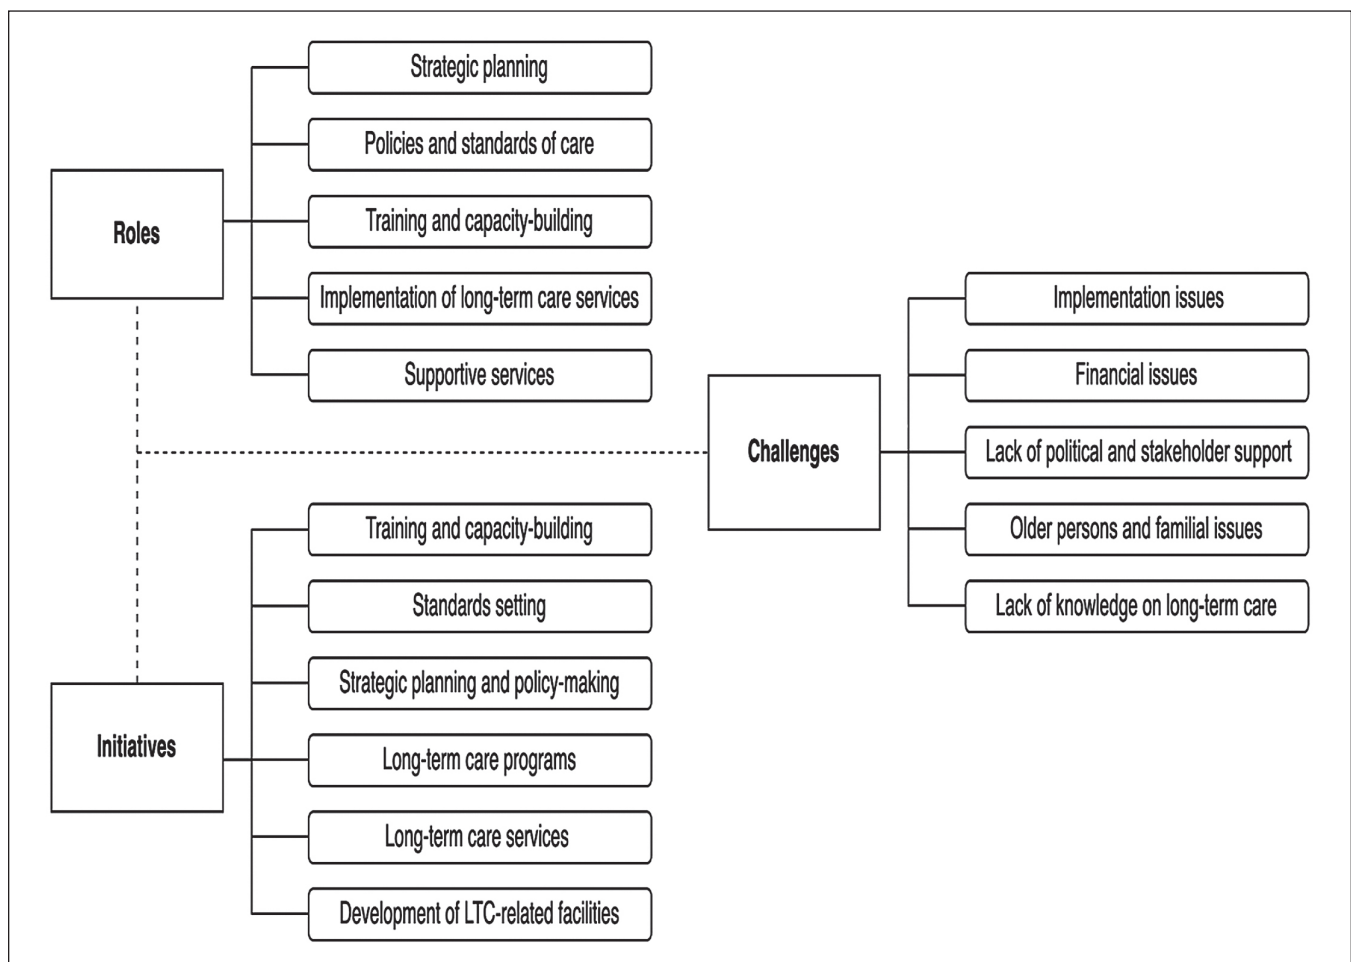 Roles
Strategic planning
Policies and standards of care
Training and capacity-building
Implementation of long-term care services
Supportive services
Initiatives
Training and capacity-building
Standards setting
Strategic planning and policy-making
Long-term care programs
Long-term care services
Development of LTC-related facilities
Challenges
Implementation issues
Financial issues
Lack of political and stakeholder support
Older persons and familial issues
Lack of knowledge on long-term care